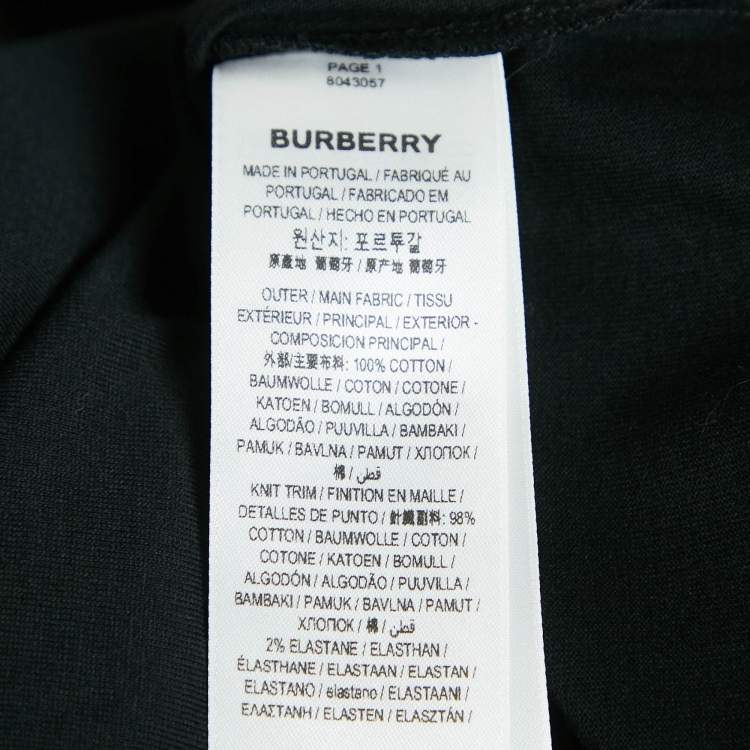 PAGE 1
8043057
BURBERRY
MADE IN PORTUGAL / FABRIQUÉ AU
PORTUGAL / FABRICADO EM
PORTUGAL / HECHO EN PORTUGAL
원산지: 포르투갈
原產地 葡萄牙 / 原产地 葡萄牙
OUTER / MAIN FABRIC / TISSU
EXTÉRIEUR / PRINCIPAL / EXTERIOR -
COMPOSICION PRINCIPAL /
外部/主要布料: 100% COTTON /
BAUMWOLLE / COTON / COTONE /
KATOEN / BOMULL / ALGODÓN /
ALGODÃO / PUUVILLA / BAMBAKI /
PAMUK / BAVLNA / PAMUT / ХЛОПОК /
棉 / قطن /
KNIT TRIM / FINITION EN MAILLE /
DETALLES DE PUNTO / 針織副料: 98%
COTTON / BAUMWOLLE / COTON /
COTONE / KATOEN / BOMULL /
ALGODÓN / ALGODÃO / PUUVILLA /
BAMBAKI / PAMUK / BAVLNA / PAMUT /
ХЛОПОК / 棉 / قطن /
2% ELASTANE / ELASTHAN /
ÉLASTHANE / ELASTAAN / ELASTAN /
ELASTANO / elastano / ELASTAANI /
ΕΛΑΣΤΑΝΗ / ELASTEN / ELASZTÁN /